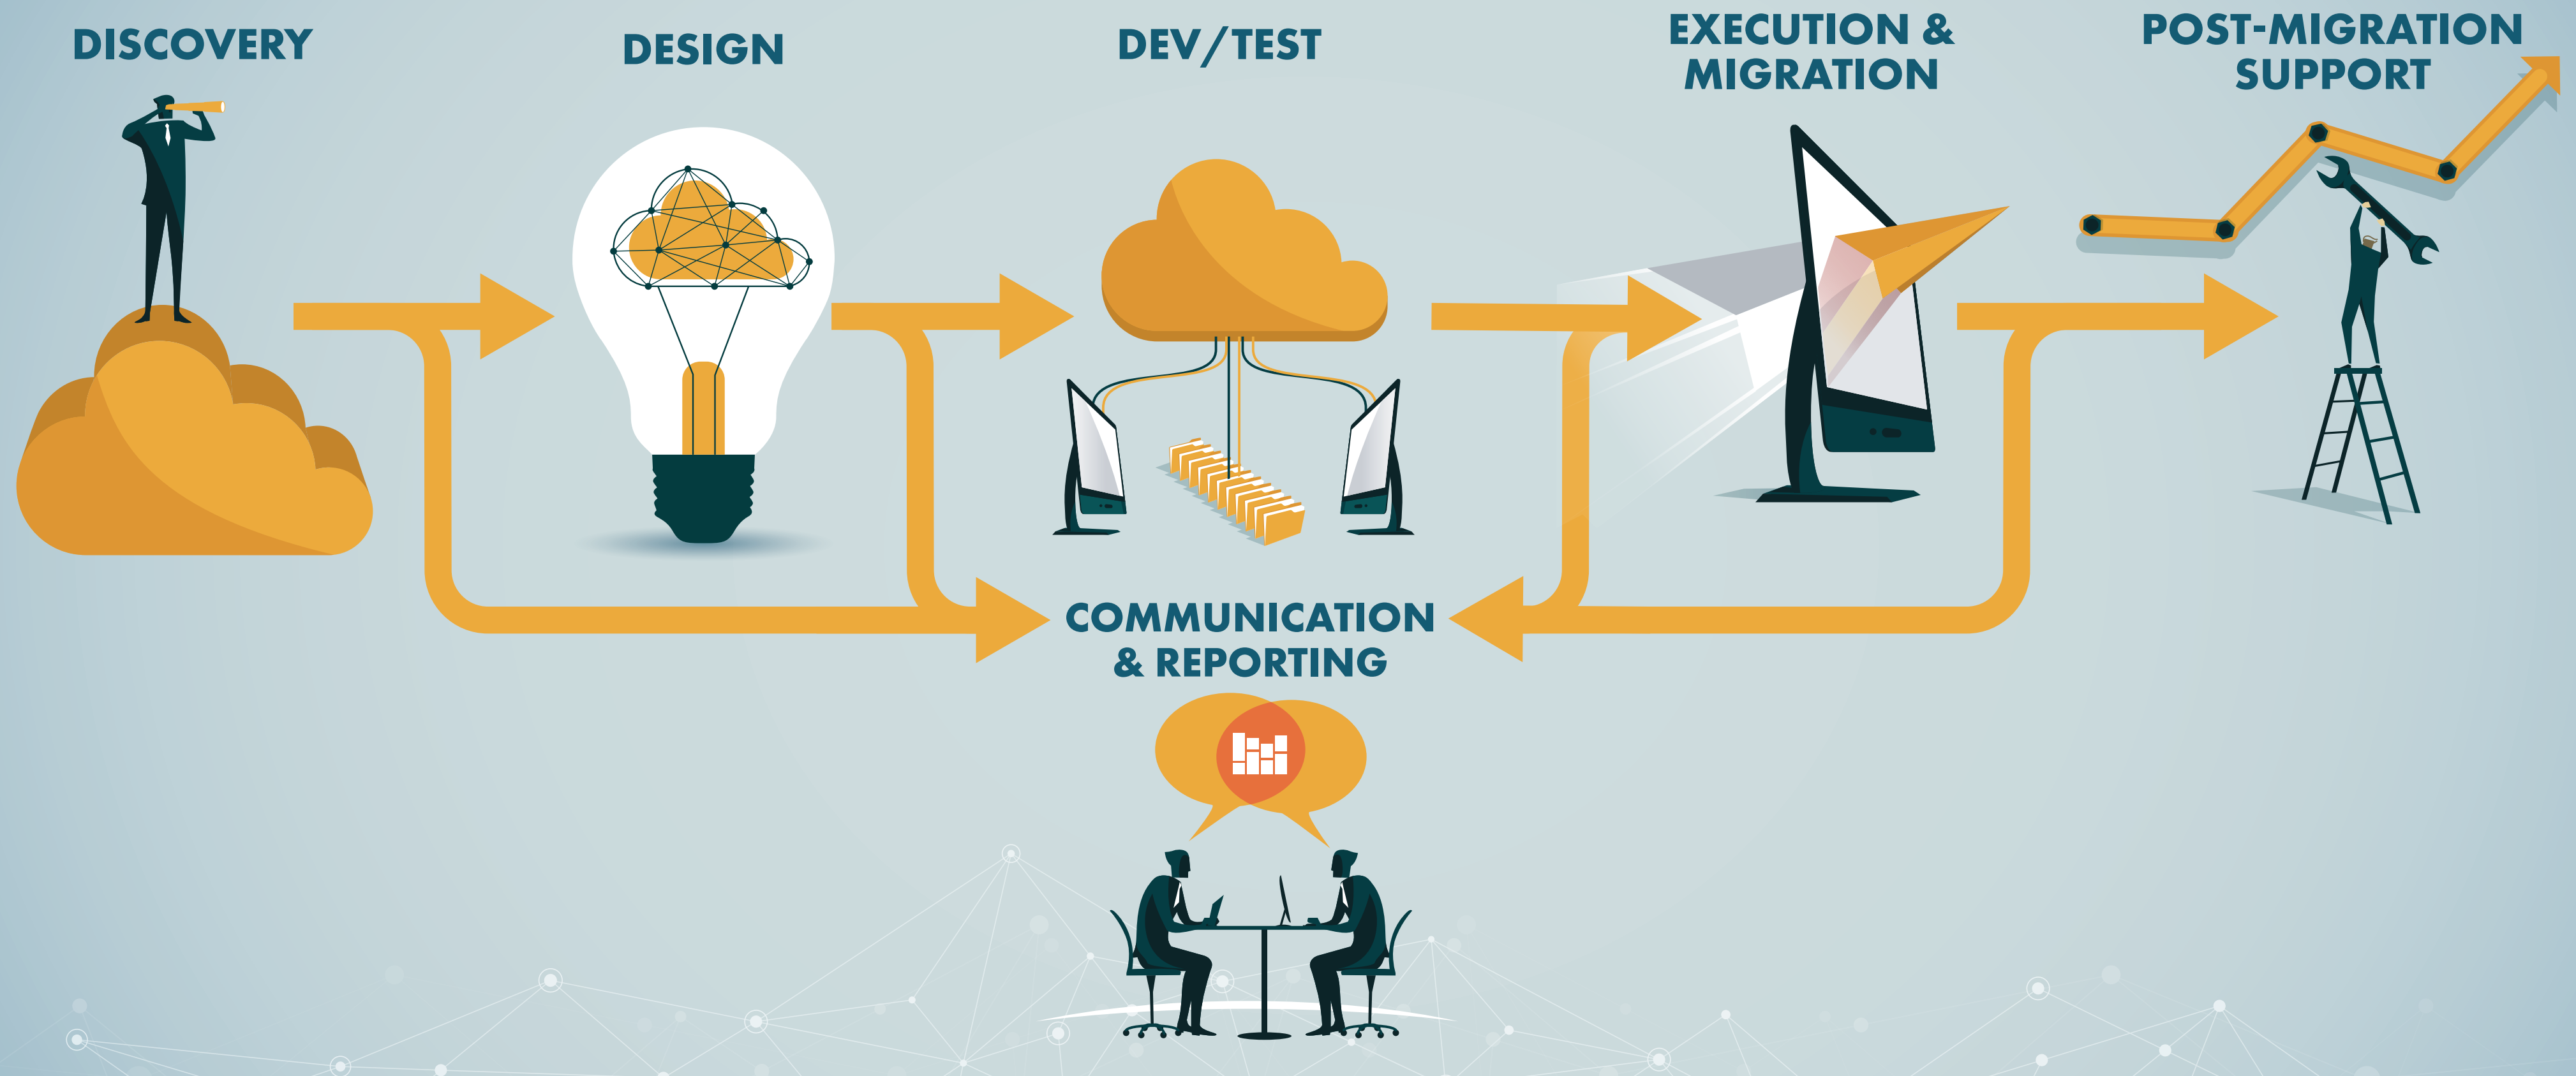 DISCOVERY
DESIGN
DEV/TEST
EXECUTION &
MIGRATION
POST-MIGRATION
SUPPORT
COMMUNICATION
& REPORTING